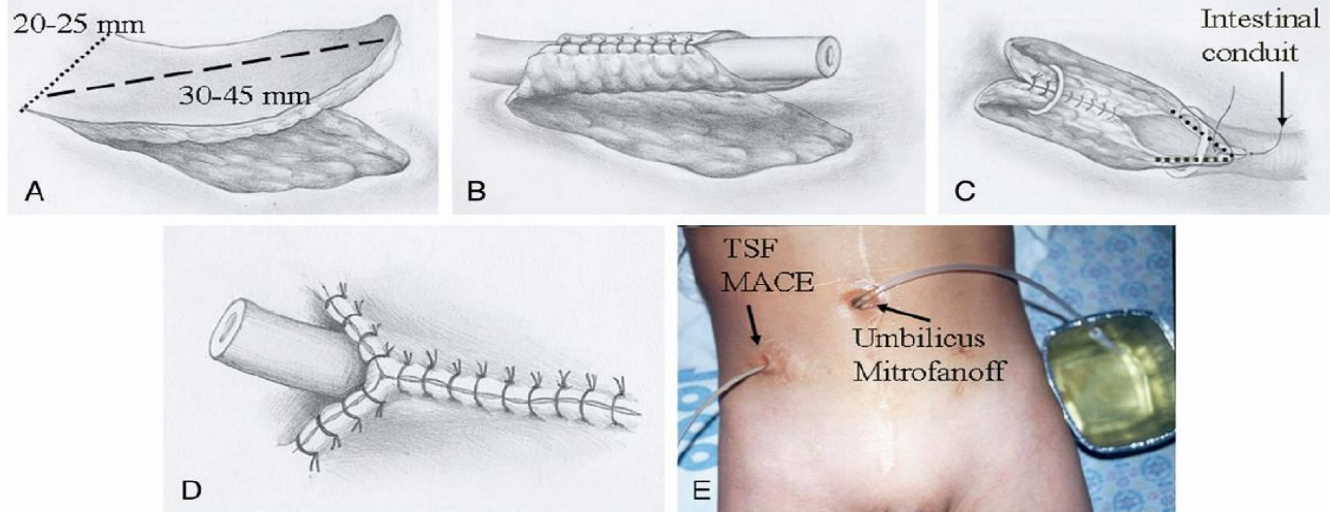 20-25 mm
30-45 mm
A
B
Intestinal
conduit
C
D
TSF
MACE
Umbilicus
Mitrofanoff
E